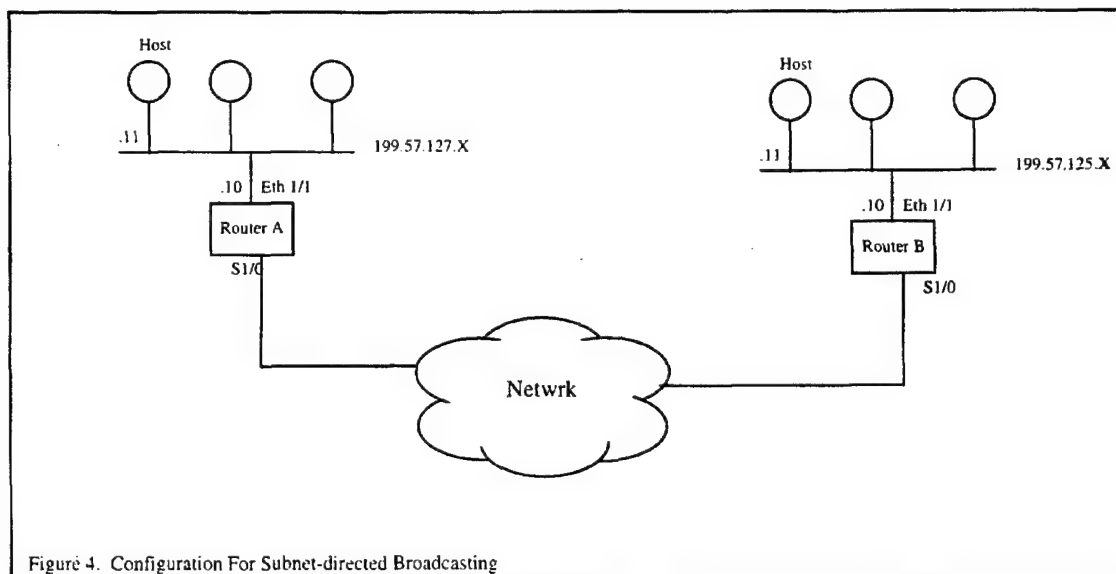 Host
.11
199.57.127.X
.10 Eth 1/1
Router A
S1/0
Host
.11
199.57.125.X
.10 Eth 1/1
Router B
S1/0
Netwrk
Figure 4. Configuration For Subnet-directed Broadcasting